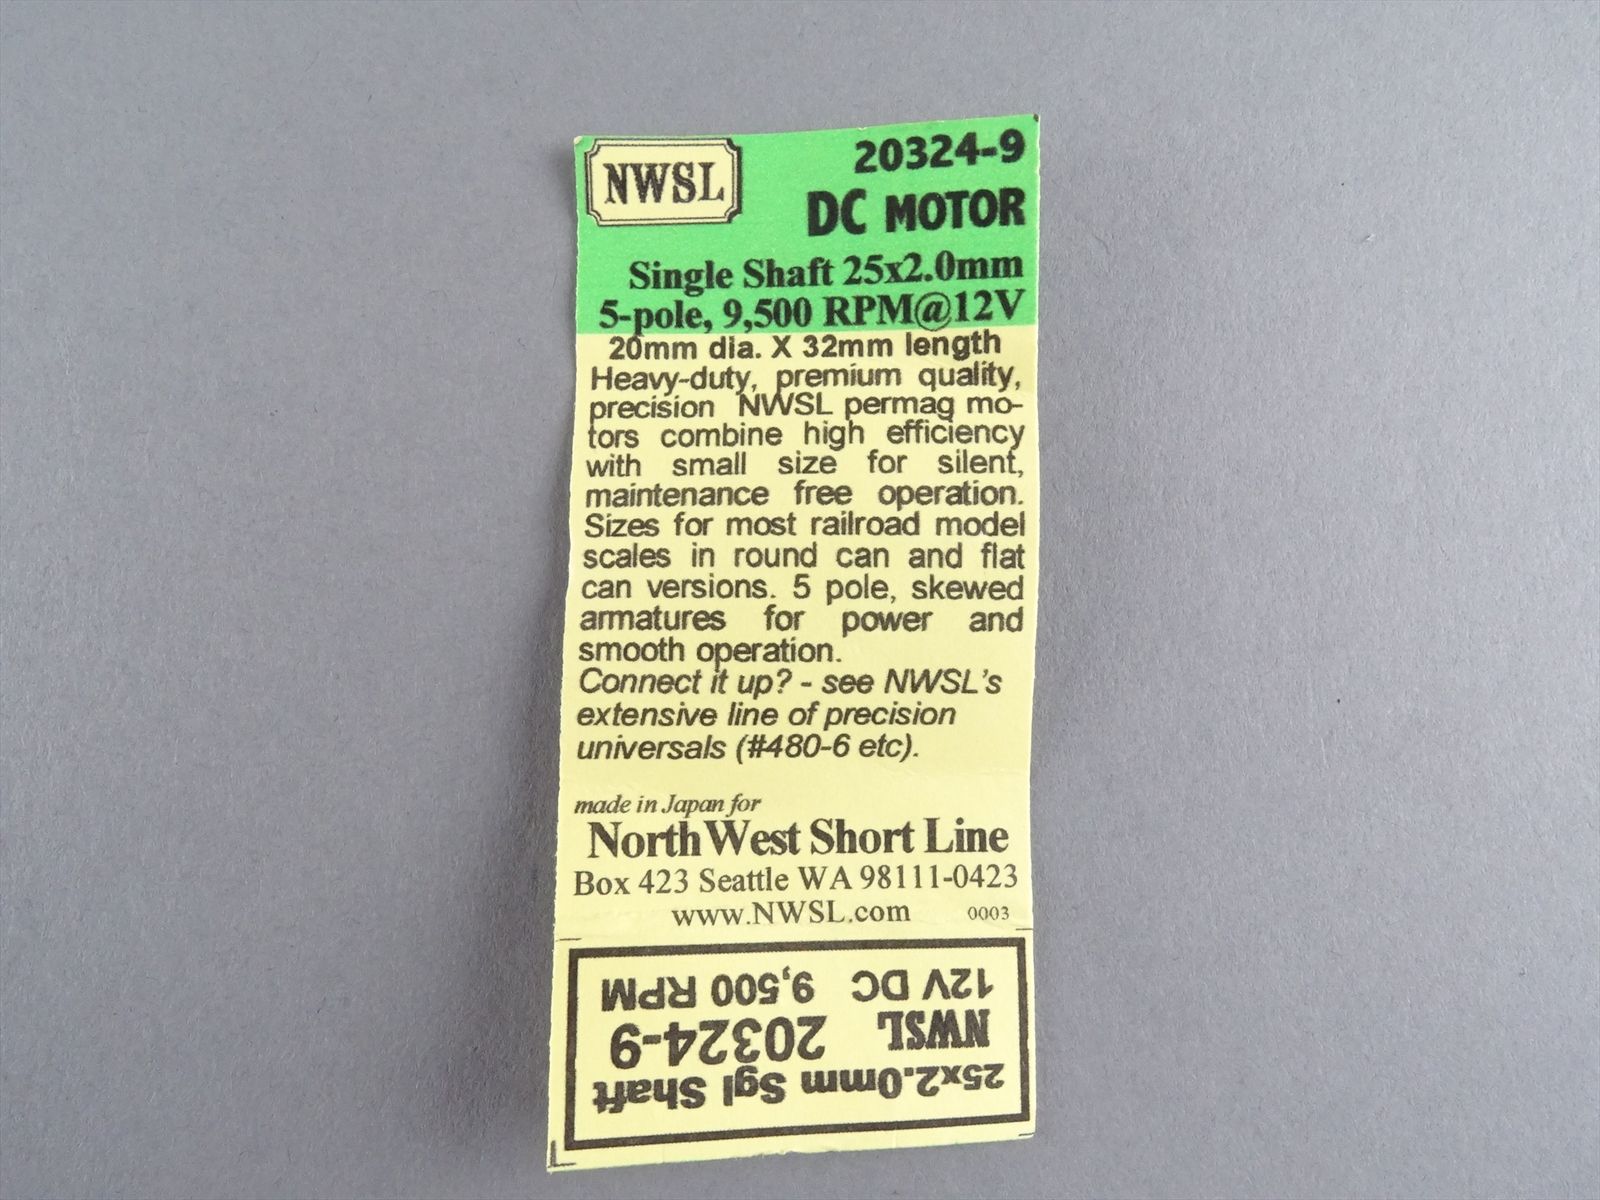 NWSL
20324-9
DC MOTOR
Single Shaft 25x2.0mm
5-pole, 9,500 RPM@12V
20mm dia. X 32mm length
Heavy-duty, premium quality,
precision NWSL permag mo-
tors combine high efficiency
with small size for silent,
maintenance free operation.
Sizes for most railroad model
scales in round can and flat
can versions. 5 pole, skewed
armatures for power and
smooth operation.
Connect it up? - see NWSL's
extensive line of precision
universals (#480-6 etc).
made in Japan for
NorthWest Short Line
Box 423 Seattle WA 98111-0423
www.NWSL.com 0003
25x2.0mm Sgl Shaft
NWSL 20324-9
12V DC 9,500 RPM